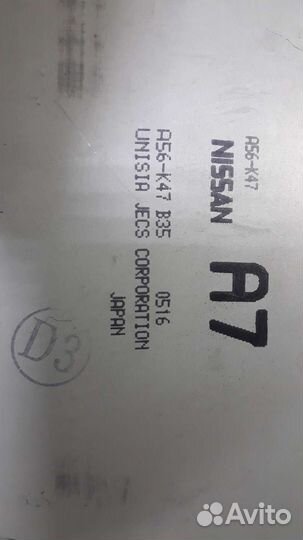 A56-K47
NISSAN A7
A56-K47 B35 0516
UNISIA JECS CORPORATION
JAPAN
D3
Avito